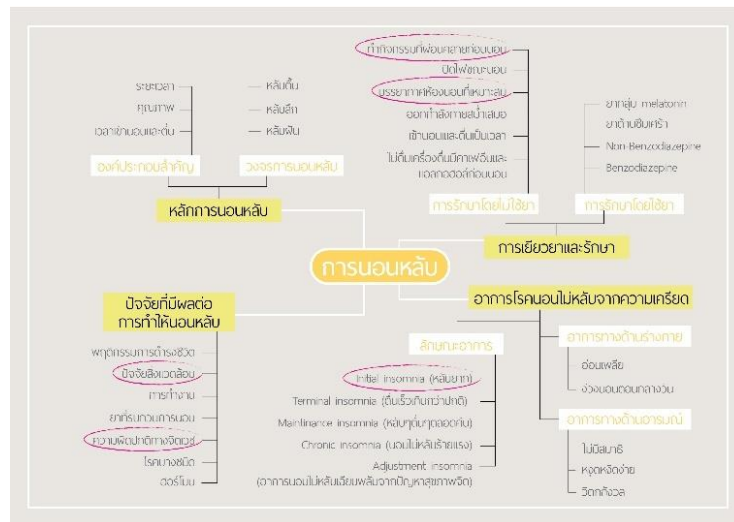 ทำกิจกรรมที่ผ่อนคลายก่อนนอน
ปิดไฟขณะนอน
บรรยากาศห้องนอนที่เหมาะสม
ออกกำลังกายสม่ำเสมอ
เข้านอนและตื่นเป็นเวลา
ไม่ดื่มเครื่องดื่มมีคาเฟอีนและ
แอลกอฮอล์ก่อนนอน
การรักษาโดยไม่ใช้ยา
ยากลุ่ม melatonin
ยาต้านซึมเศร้า
Non-Benzodiazepine
Benzodiazepine
การรักษาโดยใช้ยา
การเยียวยาและรักษา
ระยะเวลา
คุณภาพ
เวลาเข้านอนและตื่น
องค์ประกอบสำคัญ
หลับตื้น
หลับลึก
หลับฝัน
วงจรการนอนหลับ
หลักการนอนหลับ
การนอนหลับ
ปัจจัยที่มีผลต่อ
การทำให้นอนหลับ
พฤติกรรมการดำรงชีวิต
ปัจจัยสิ่งแวดล้อม
การทำงาน
ยาที่รบกวนการนอน
ความผิดปกติทางจิตเวช
โรคบางชนิด
ฮอร์โมน
อาการโรคนอนไม่หลับจากความเครียด
ลักษณะอาการ
Initial insomnia (หลับยาก)
Terminal insomnia (ตื่นเร็วเกินกว่าปกติ)
Maintinance insomnia (หลับๆตื่นๆตลอดคืน)
Chronic insomnia (นอนไม่หลับร้ายแรง)
Adjustment insomnia
(อาการนอนไม่หลับเฉียบพลันจากปัญหาสุขภาพจิต)
อาการทางด้านร่างกาย
อ่อนเพลีย
ง่วงนอนตอนกลางวัน
อาการทางด้านอารมณ์
ไม่มีสมาธิ
หงุดหงิดง่าย
วิตกกังวล